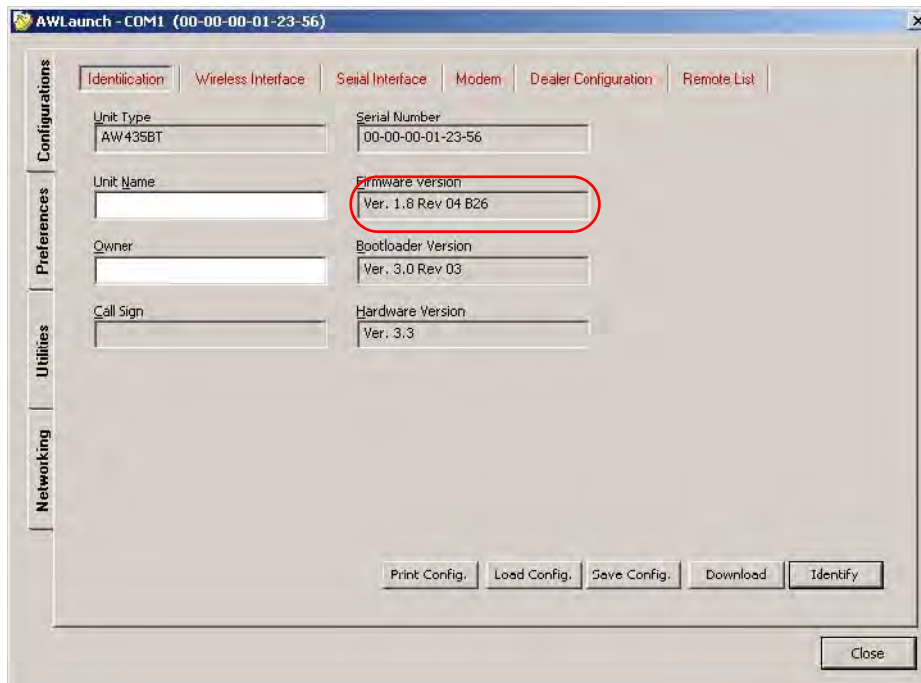 AWLaunch - COM1 (00-00-00-01-23-56)
Configurations
Preferences
Utilities
Networking
Identification Wireless Interface Serial Interface Modem Dealer Configuration Remote List
Unit Type Serial Number
AW435BT 00-00-00-01-23-56
Unit Name Firmware Version
Ver. 1.8 Rev 04 B26
Owner Bootloader Version
Ver. 3.0 Rev 03
Call Sign Hardware Version
Ver. 3.3
Print Config. Load Config. Save Config. Download Identify
Close